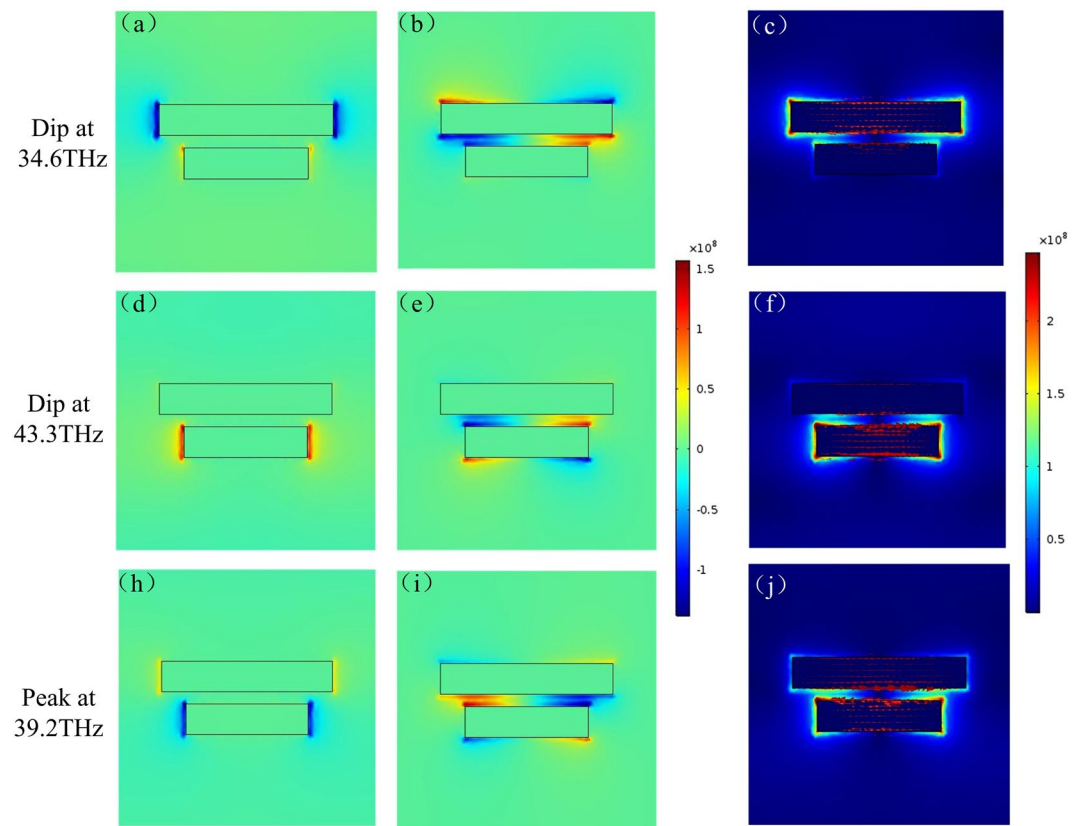 (a)
(b)
(c)
Dip at
34.6THz
×10⁸
1.5
1
0.5
0
-0.5
-1
×10⁸
2
1.5
1
0.5
(d)
(e)
(f)
Dip at
43.3THz
(h)
(i)
(j)
Peak at
39.2THz